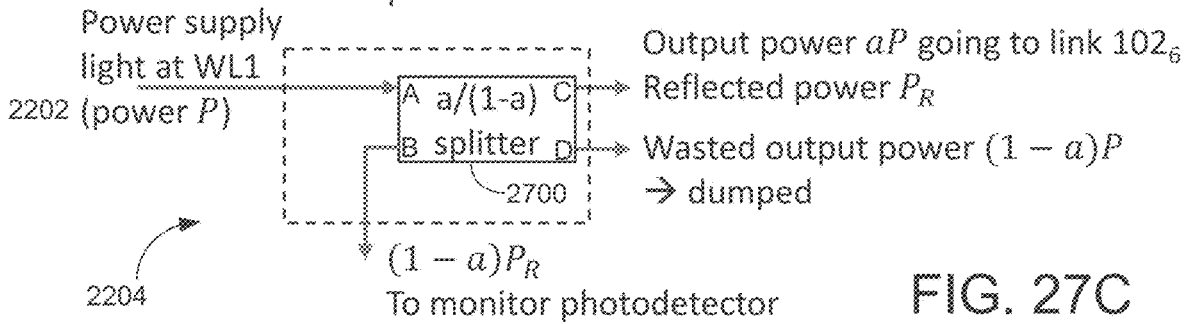 Power supply
light at WL1
2202 (power P)
A a/(1-a) C
B splitter D
2700
Output power aP going to link 102₆
Reflected power P_R
Wasted output power (1 − a)P
→ dumped
(1 − a)P_R
To monitor photodetector
2204
FIG. 27C